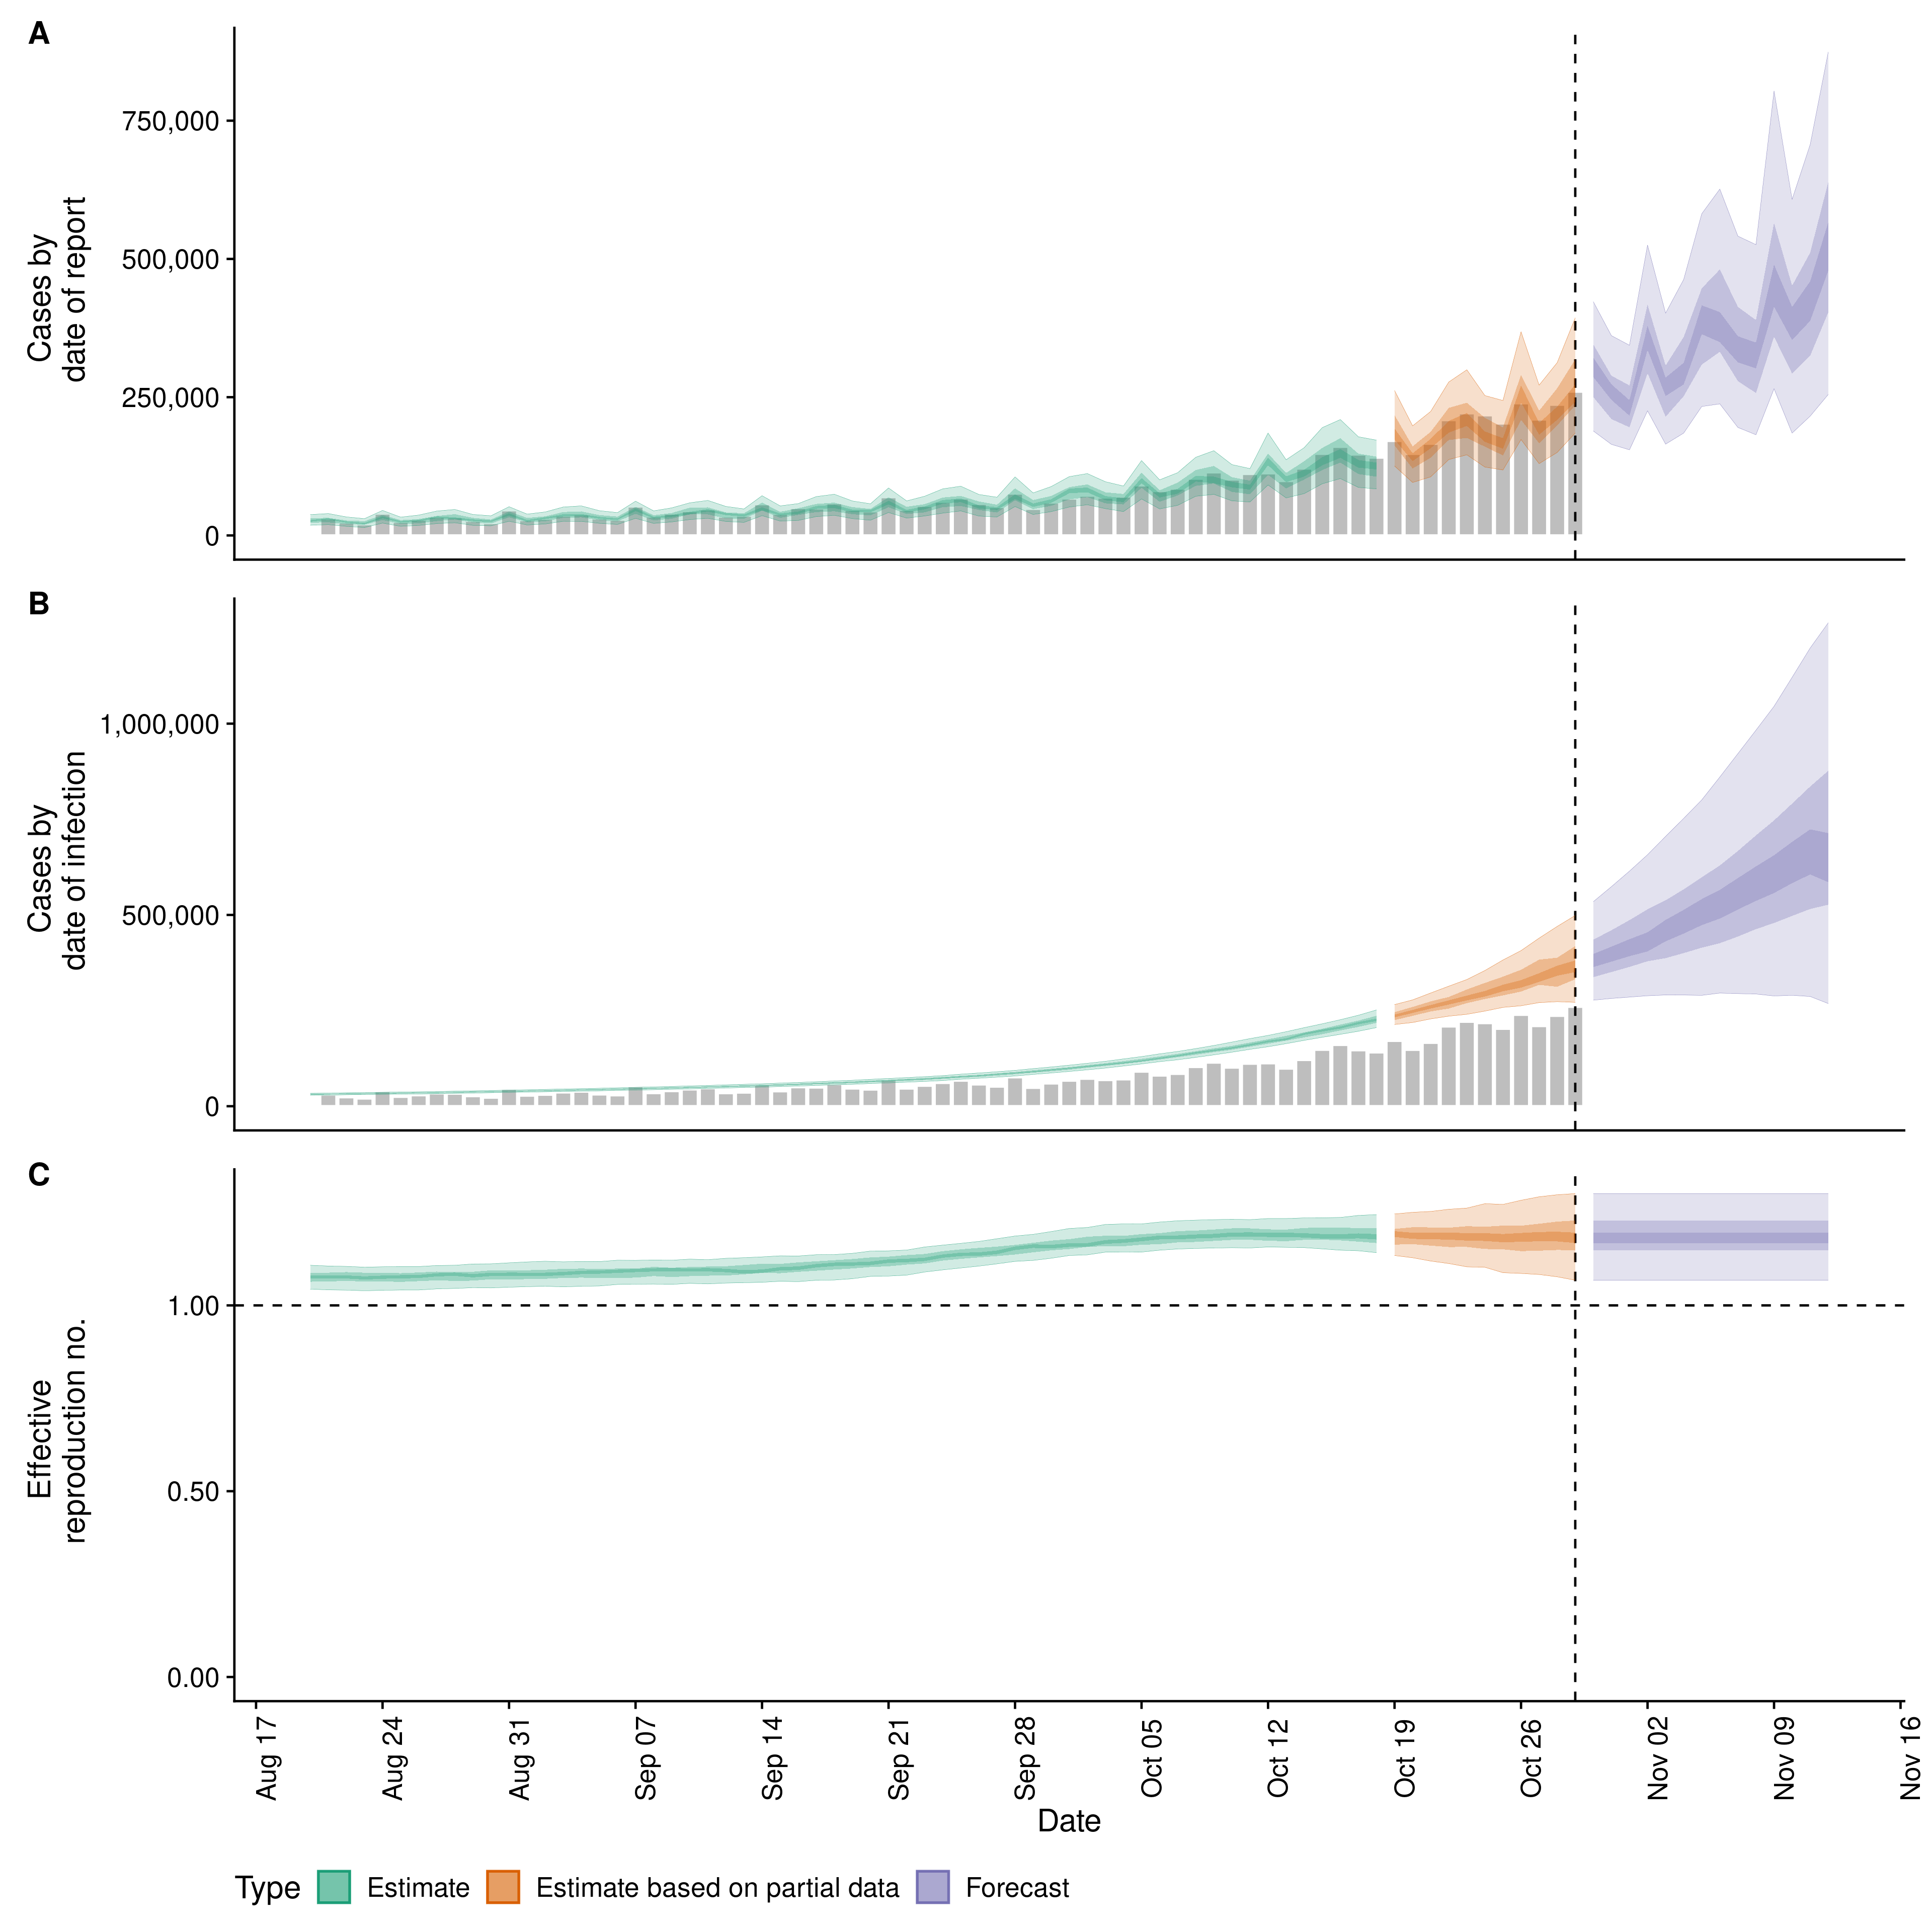 A
Cases by
date of report
750,000
500,000
250,000
0
B
Cases by
date of infection
1,000,000
500,000
0
C
Effective
reproduction no.
1.00
0.50
0.00
Aug 17
Aug 24
Aug 31
Sep 07
Sep 14
Sep 21
Sep 28
Oct 05
Oct 12
Oct 19
Oct 26
Nov 02
Nov 09
Nov 16
Date
Type Estimate Estimate based on partial data Forecast